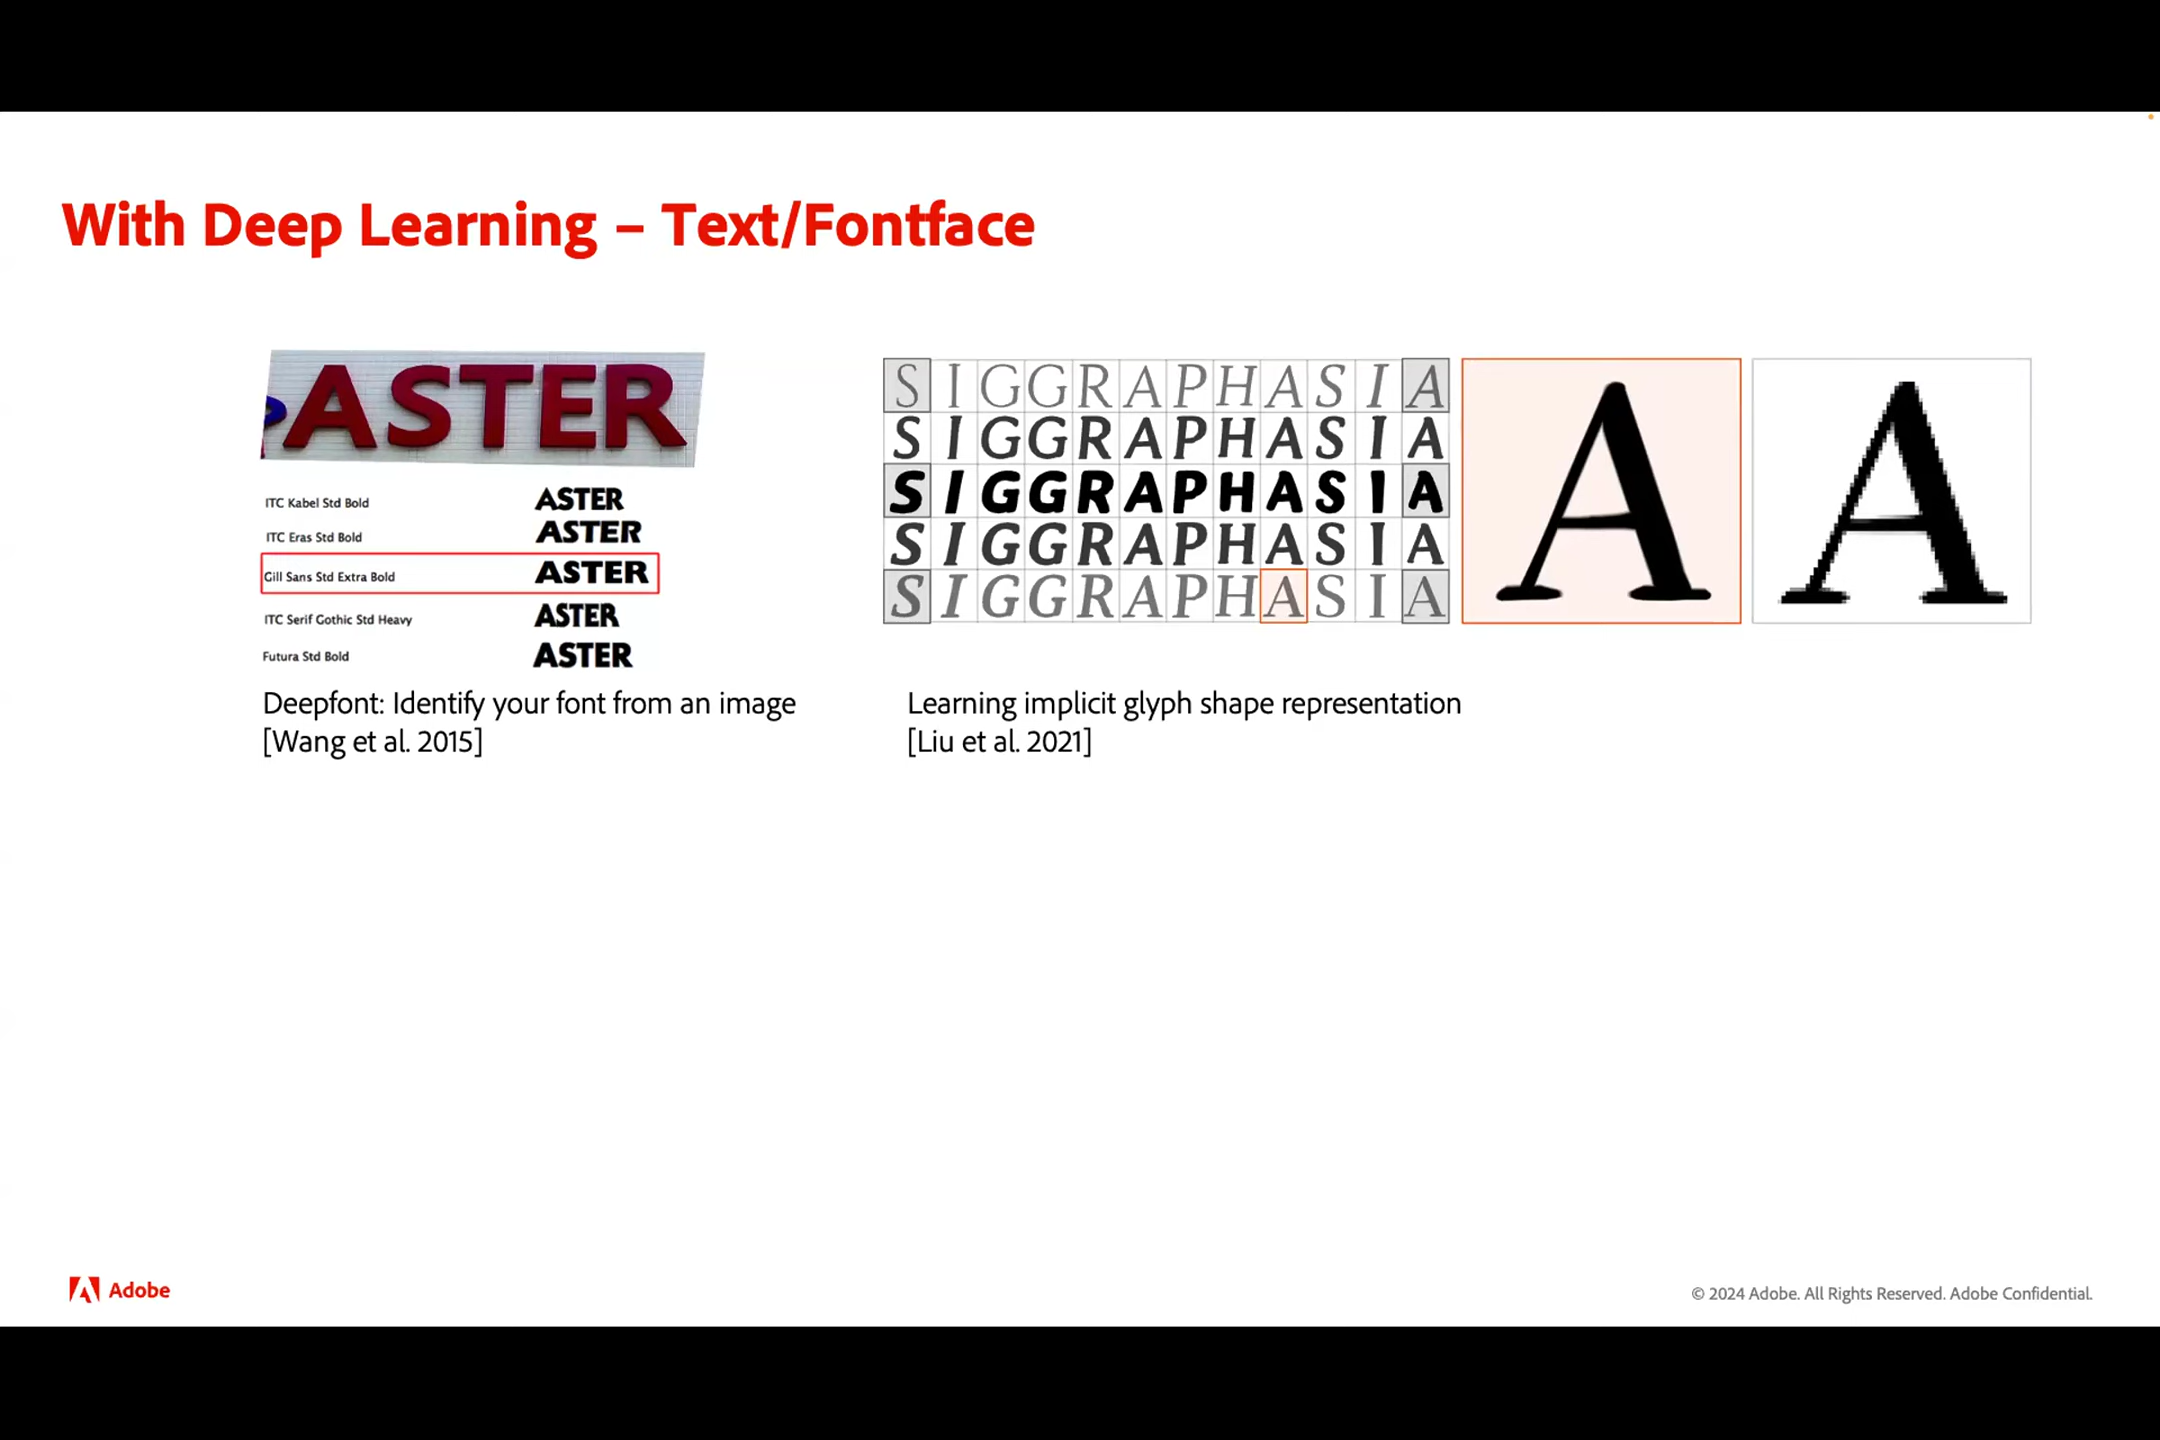 With Deep Learning – Text/Fontface
ASTER
ITC Kabel Std Bold ASTER
ITC Eras Std Bold ASTER
Gill Sans Std Extra Bold ASTER
ITC Serif Gothic Std Heavy ASTER
Futura Std Bold ASTER
Deepfont: Identify your font from an image
[Wang et al. 2015]
SIGGRAPHASIA
SIGGRAPHASIA
SIGGRAPHASIA
SIGGRAPHASIA
SIGGRAPHASIA
A
A
Learning implicit glyph shape representation
[Liu et al. 2021]
Adobe
© 2024 Adobe. All Rights Reserved. Adobe Confidential.